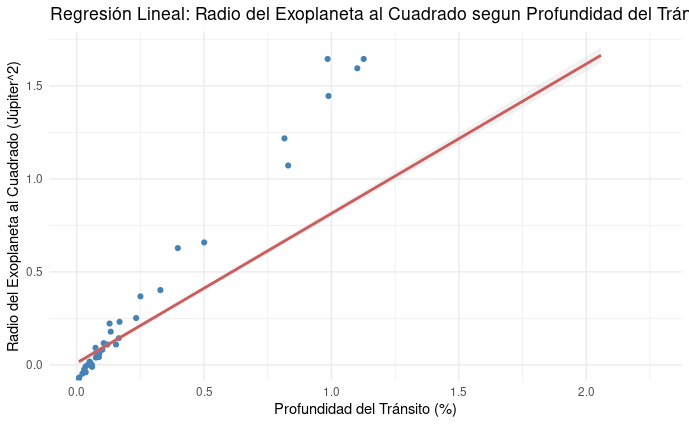 Regresión Lineal: Radio del Exoplaneta al Cuadrado segun Profundidad del Trán
Radio del Exoplaneta al Cuadrado (Júpiter^2)
1.5
1.0
0.5
0.0
0.0 0.5 1.0 1.5 2.0
Profundidad del Tránsito (%)